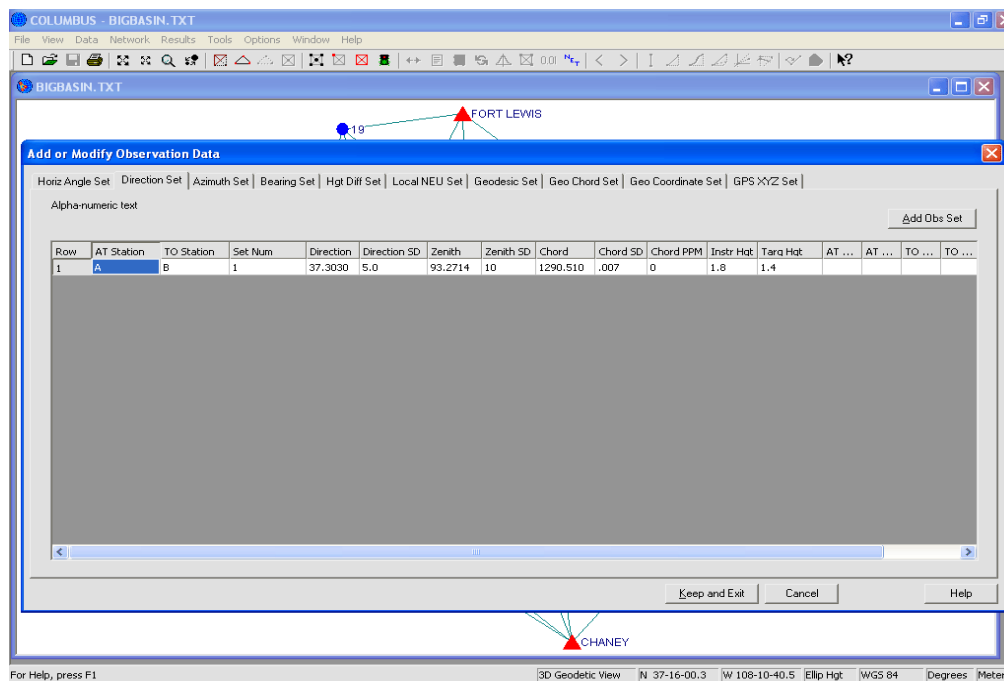 COLUMBUS - BIGBASIN.TXT
File View Data Network Results Tools Options Window Help
0.01 NET
BIGBASIN.TXT
FORT LEWIS
19
Add or Modify Observation Data
Horiz Angle Set Direction Set Azimuth Set Bearing Set Hgt Diff Set Local NEU Set Geodesic Set Geo Chord Set Geo Coordinate Set GPS XYZ Set
Alpha-numeric text
Add Obs Set
Row AT Station TO Station Set Num Direction Direction SD Zenith Zenith SD Chord Chord SD Chord PPM Instr Hgt Targ Hgt AT ... AT ... TO ... TO ...
1 A B 1 37.3030 5.0 93.2714 10 1290.510 .007 0 1.8 1.4
Keep and Exit Cancel Help
CHANEY
For Help, press F1 3D Geodetic View N 37-16-00.3 W 108-10-40.5 Ellip Hgt WGS 84 Degrees Meter